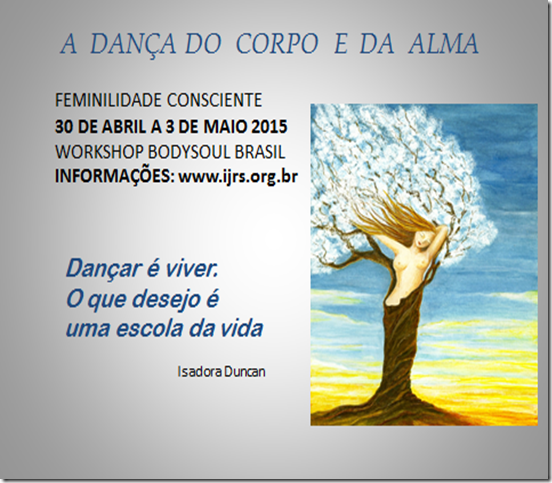 A DANÇA DO CORPO E DA ALMA
FEMINILIDADE CONSCIENTE
30 DE ABRIL A 3 DE MAIO 2015
WORKSHOP BODYSOUL BRASIL
INFORMAÇÕES: www.ijrs.org.br
Dançar é viver.
O que desejo é
uma escola da vida
Isadora Duncan